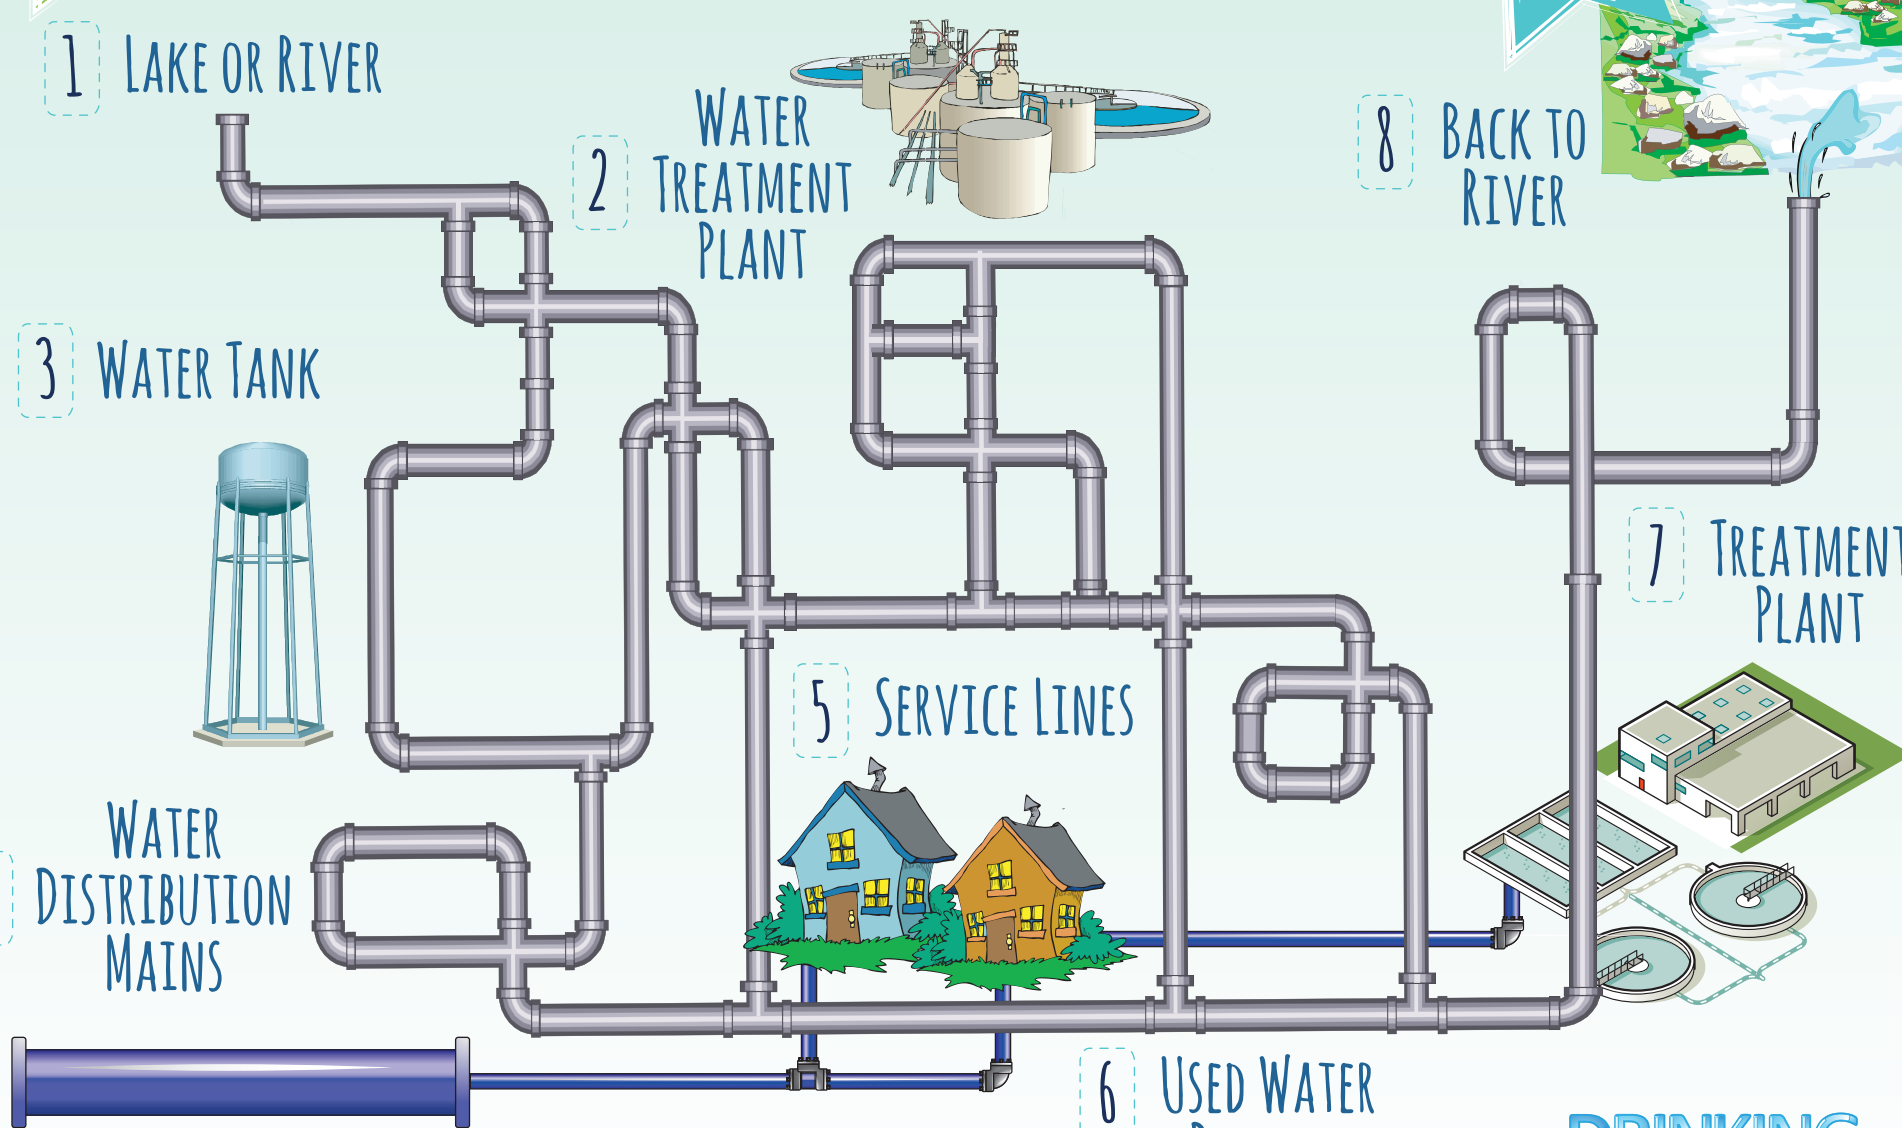 1 LAKE OR RIVER
2 WATER
TREATMENT
PLANT
3 WATER TANK
WATER
DISTRIBUTION
MAINS
5 SERVICE LINES
6 USED WATER
7 TREATMENT
PLANT
8 BACK TO
RIVER
DRINKING